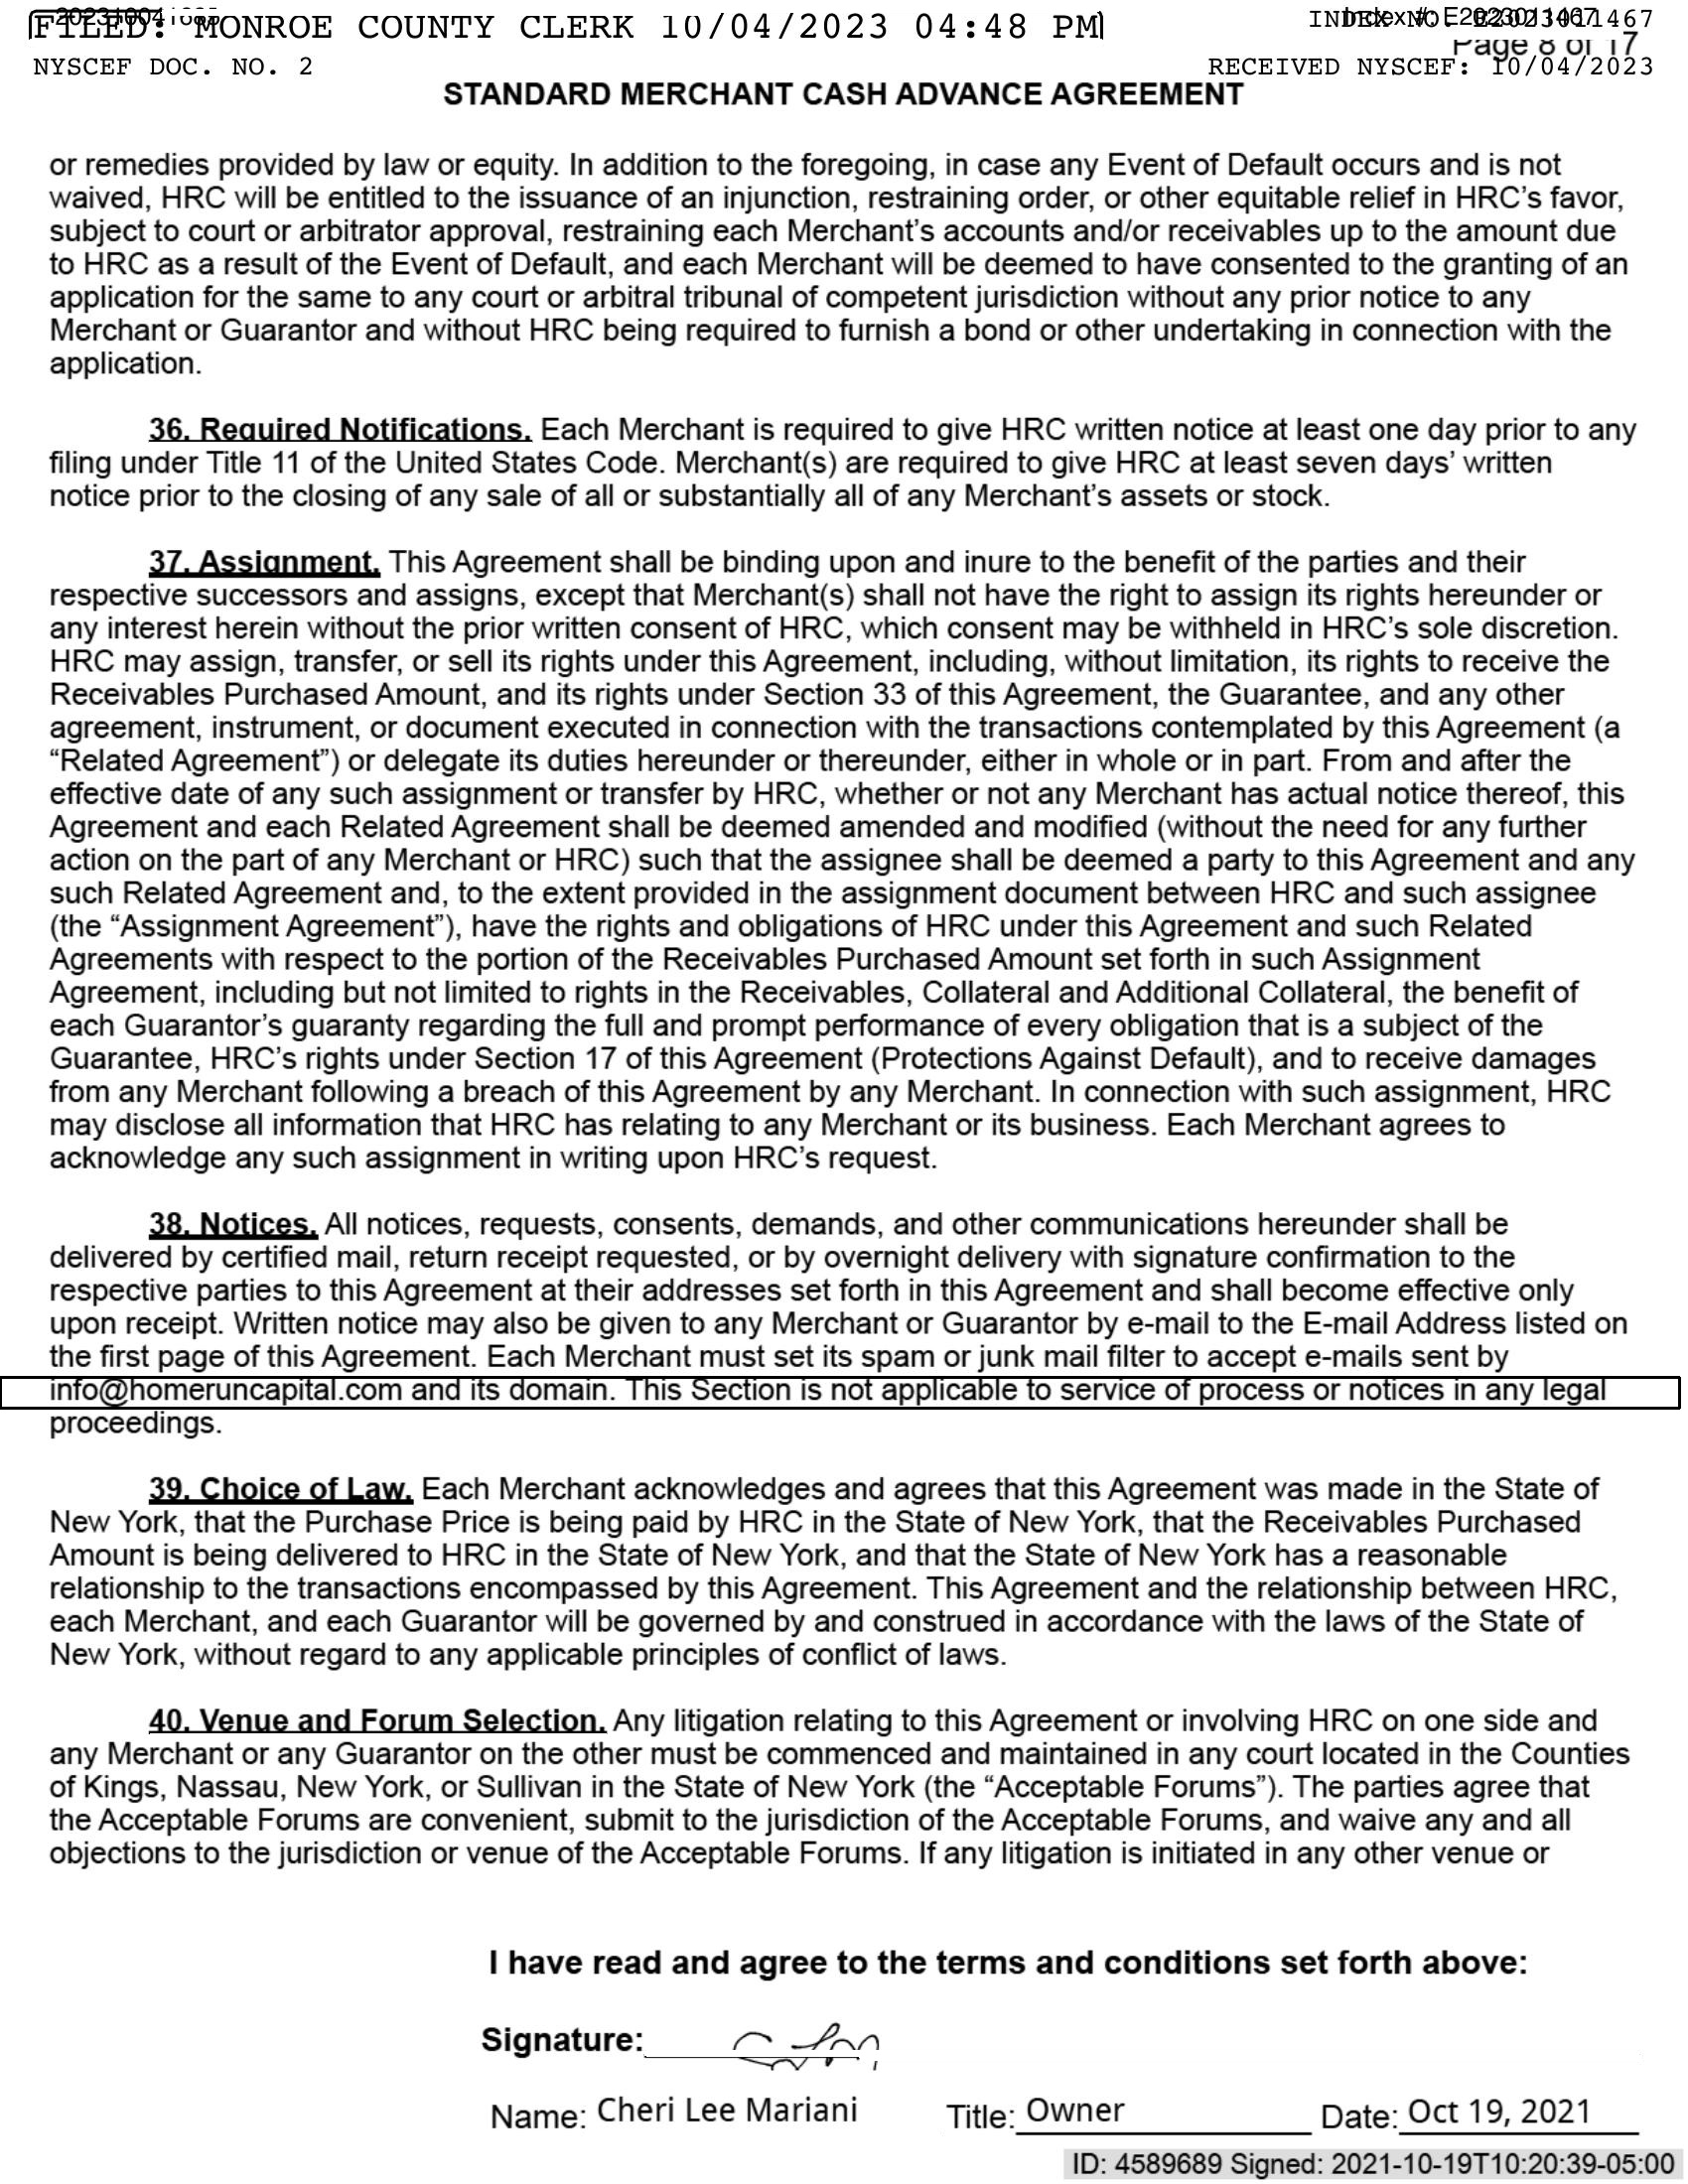 202310041085
FILED: MONROE COUNTY CLERK 10/04/2023 04:48 PM
INDEX NO. E2023011467
Index #: E2023011467
Page 8 of 17
NYSCEF DOC. NO. 2
RECEIVED NYSCEF: 10/04/2023
STANDARD MERCHANT CASH ADVANCE AGREEMENT
or remedies provided by law or equity. In addition to the foregoing, in case any Event of Default occurs and is not
waived, HRC will be entitled to the issuance of an injunction, restraining order, or other equitable relief in HRC’s favor,
subject to court or arbitrator approval, restraining each Merchant’s accounts and/or receivables up to the amount due
to HRC as a result of the Event of Default, and each Merchant will be deemed to have consented to the granting of an
application for the same to any court or arbitral tribunal of competent jurisdiction without any prior notice to any
Merchant or Guarantor and without HRC being required to furnish a bond or other undertaking in connection with the
application.
36. Required Notifications. Each Merchant is required to give HRC written notice at least one day prior to any
filing under Title 11 of the United States Code. Merchant(s) are required to give HRC at least seven days’ written
notice prior to the closing of any sale of all or substantially all of any Merchant’s assets or stock.
37. Assignment. This Agreement shall be binding upon and inure to the benefit of the parties and their
respective successors and assigns, except that Merchant(s) shall not have the right to assign its rights hereunder or
any interest herein without the prior written consent of HRC, which consent may be withheld in HRC’s sole discretion.
HRC may assign, transfer, or sell its rights under this Agreement, including, without limitation, its rights to receive the
Receivables Purchased Amount, and its rights under Section 33 of this Agreement, the Guarantee, and any other
agreement, instrument, or document executed in connection with the transactions contemplated by this Agreement (a
“Related Agreement”) or delegate its duties hereunder or thereunder, either in whole or in part. From and after the
effective date of any such assignment or transfer by HRC, whether or not any Merchant has actual notice thereof, this
Agreement and each Related Agreement shall be deemed amended and modified (without the need for any further
action on the part of any Merchant or HRC) such that the assignee shall be deemed a party to this Agreement and any
such Related Agreement and, to the extent provided in the assignment document between HRC and such assignee
(the “Assignment Agreement”), have the rights and obligations of HRC under this Agreement and such Related
Agreements with respect to the portion of the Receivables Purchased Amount set forth in such Assignment
Agreement, including but not limited to rights in the Receivables, Collateral and Additional Collateral, the benefit of
each Guarantor’s guaranty regarding the full and prompt performance of every obligation that is a subject of the
Guarantee, HRC’s rights under Section 17 of this Agreement (Protections Against Default), and to receive damages
from any Merchant following a breach of this Agreement by any Merchant. In connection with such assignment, HRC
may disclose all information that HRC has relating to any Merchant or its business. Each Merchant agrees to
acknowledge any such assignment in writing upon HRC’s request.
38. Notices. All notices, requests, consents, demands, and other communications hereunder shall be
delivered by certified mail, return receipt requested, or by overnight delivery with signature confirmation to the
respective parties to this Agreement at their addresses set forth in this Agreement and shall become effective only
upon receipt. Written notice may also be given to any Merchant or Guarantor by e-mail to the E-mail Address listed on
the first page of this Agreement. Each Merchant must set its spam or junk mail filter to accept e-mails sent by
info@homeruncapital.com and its domain. This Section is not applicable to service of process or notices in any legal
proceedings.
39. Choice of Law. Each Merchant acknowledges and agrees that this Agreement was made in the State of
New York, that the Purchase Price is being paid by HRC in the State of New York, that the Receivables Purchased
Amount is being delivered to HRC in the State of New York, and that the State of New York has a reasonable
relationship to the transactions encompassed by this Agreement. This Agreement and the relationship between HRC,
each Merchant, and each Guarantor will be governed by and construed in accordance with the laws of the State of
New York, without regard to any applicable principles of conflict of laws.
40. Venue and Forum Selection. Any litigation relating to this Agreement or involving HRC on one side and
any Merchant or any Guarantor on the other must be commenced and maintained in any court located in the Counties
of Kings, Nassau, New York, or Sullivan in the State of New York (the “Acceptable Forums”). The parties agree that
the Acceptable Forums are convenient, submit to the jurisdiction of the Acceptable Forums, and waive any and all
objections to the jurisdiction or venue of the Acceptable Forums. If any litigation is initiated in any other venue or
I have read and agree to the terms and conditions set forth above:
Signature:
Name: Cheri Lee Mariani Title: Owner Date: Oct 19, 2021
ID: 4589689 Signed: 2021-10-19T10:20:39-05:00